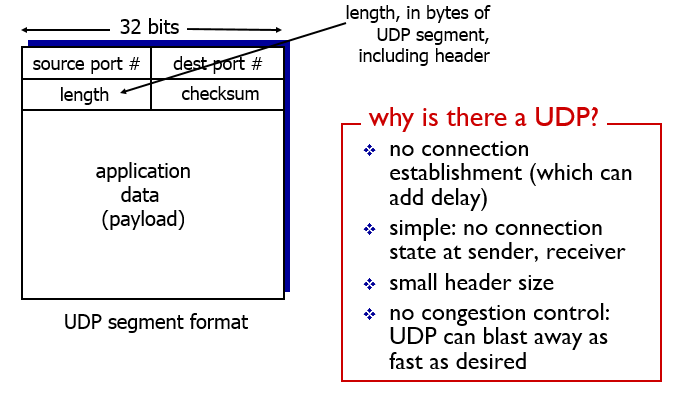 32 bits
length, in bytes of
UDP segment,
including header
source port #
dest port #
length
checksum
application
data
(payload)
UDP segment format
why is there a UDP?
no connection
establishment (which can
add delay)
simple: no connection
state at sender, receiver
small header size
no congestion control:
UDP can blast away as
fast as desired